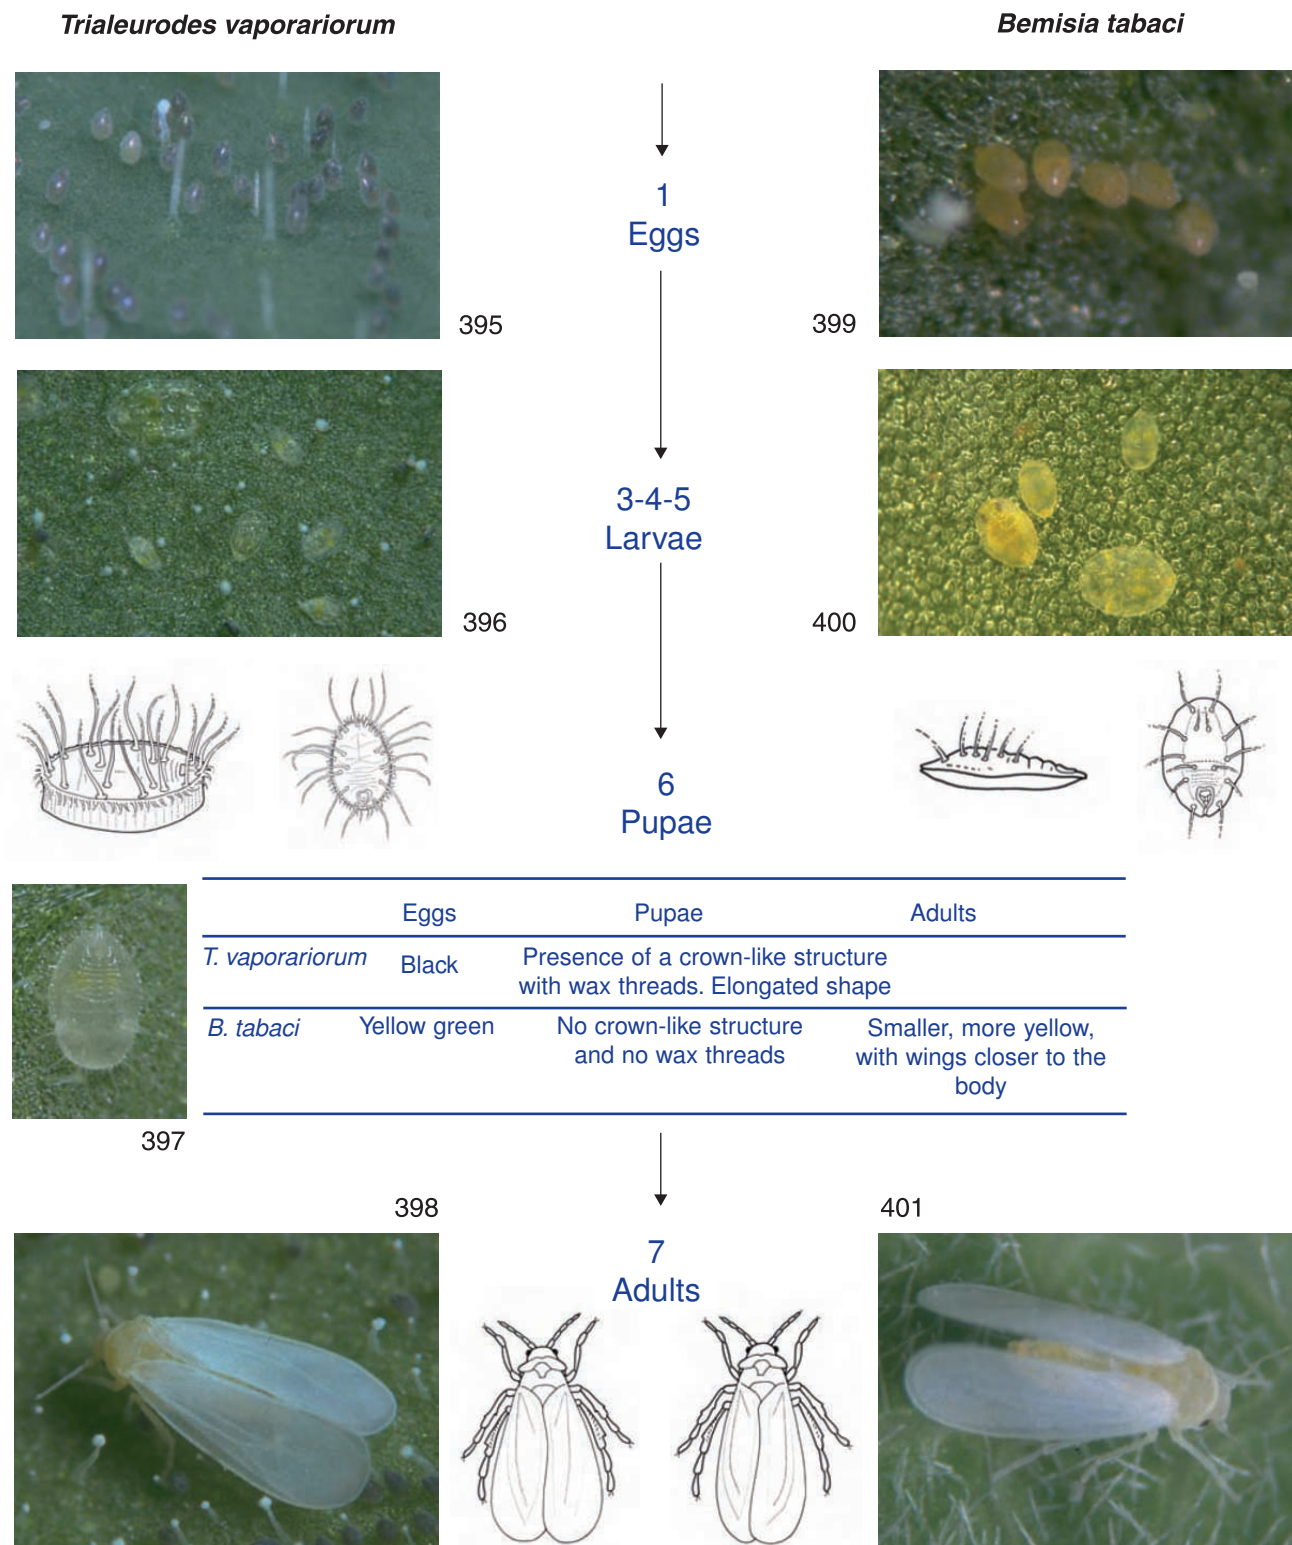 Trialeurodes vaporariorum
Bemisia tabaci
1
Eggs
395
399
3-4-5
Larvae
396
400
6
Pupae
Eggs Pupae Adults
T. vaporariorum Black Presence of a crown-like structure
with wax threads. Elongated shape
B. tabaci Yellow green No crown-like structure Smaller, more yellow,
and no wax threads with wings closer to the
body
397
398
401
7
Adults